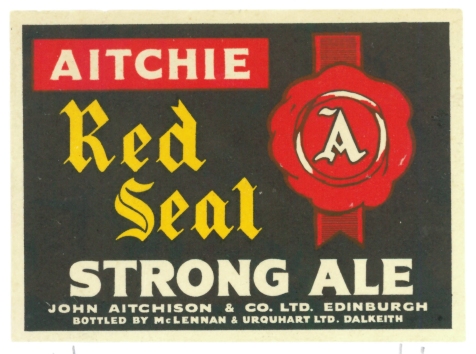 AITCHIE
Red
Seal
A
STRONG ALE
JOHN AITCHISON & CO. LTD. EDINBURGH
BOTTLED BY McLENNAN & URQUHART LTD. DALKEITH